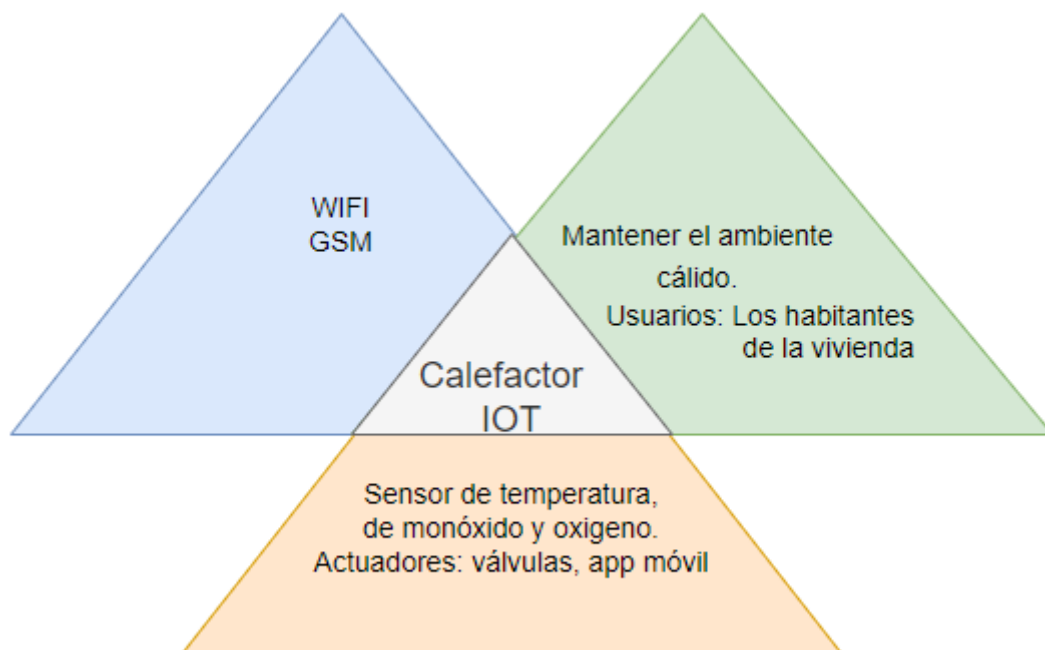 WIFI
GSM
Mantener el ambiente
cálido.
Usuarios: Los habitantes
de la vivienda
Calefactor
IOT
Sensor de temperatura,
de monóxido y oxigeno.
Actuadores: válvulas, app móvil